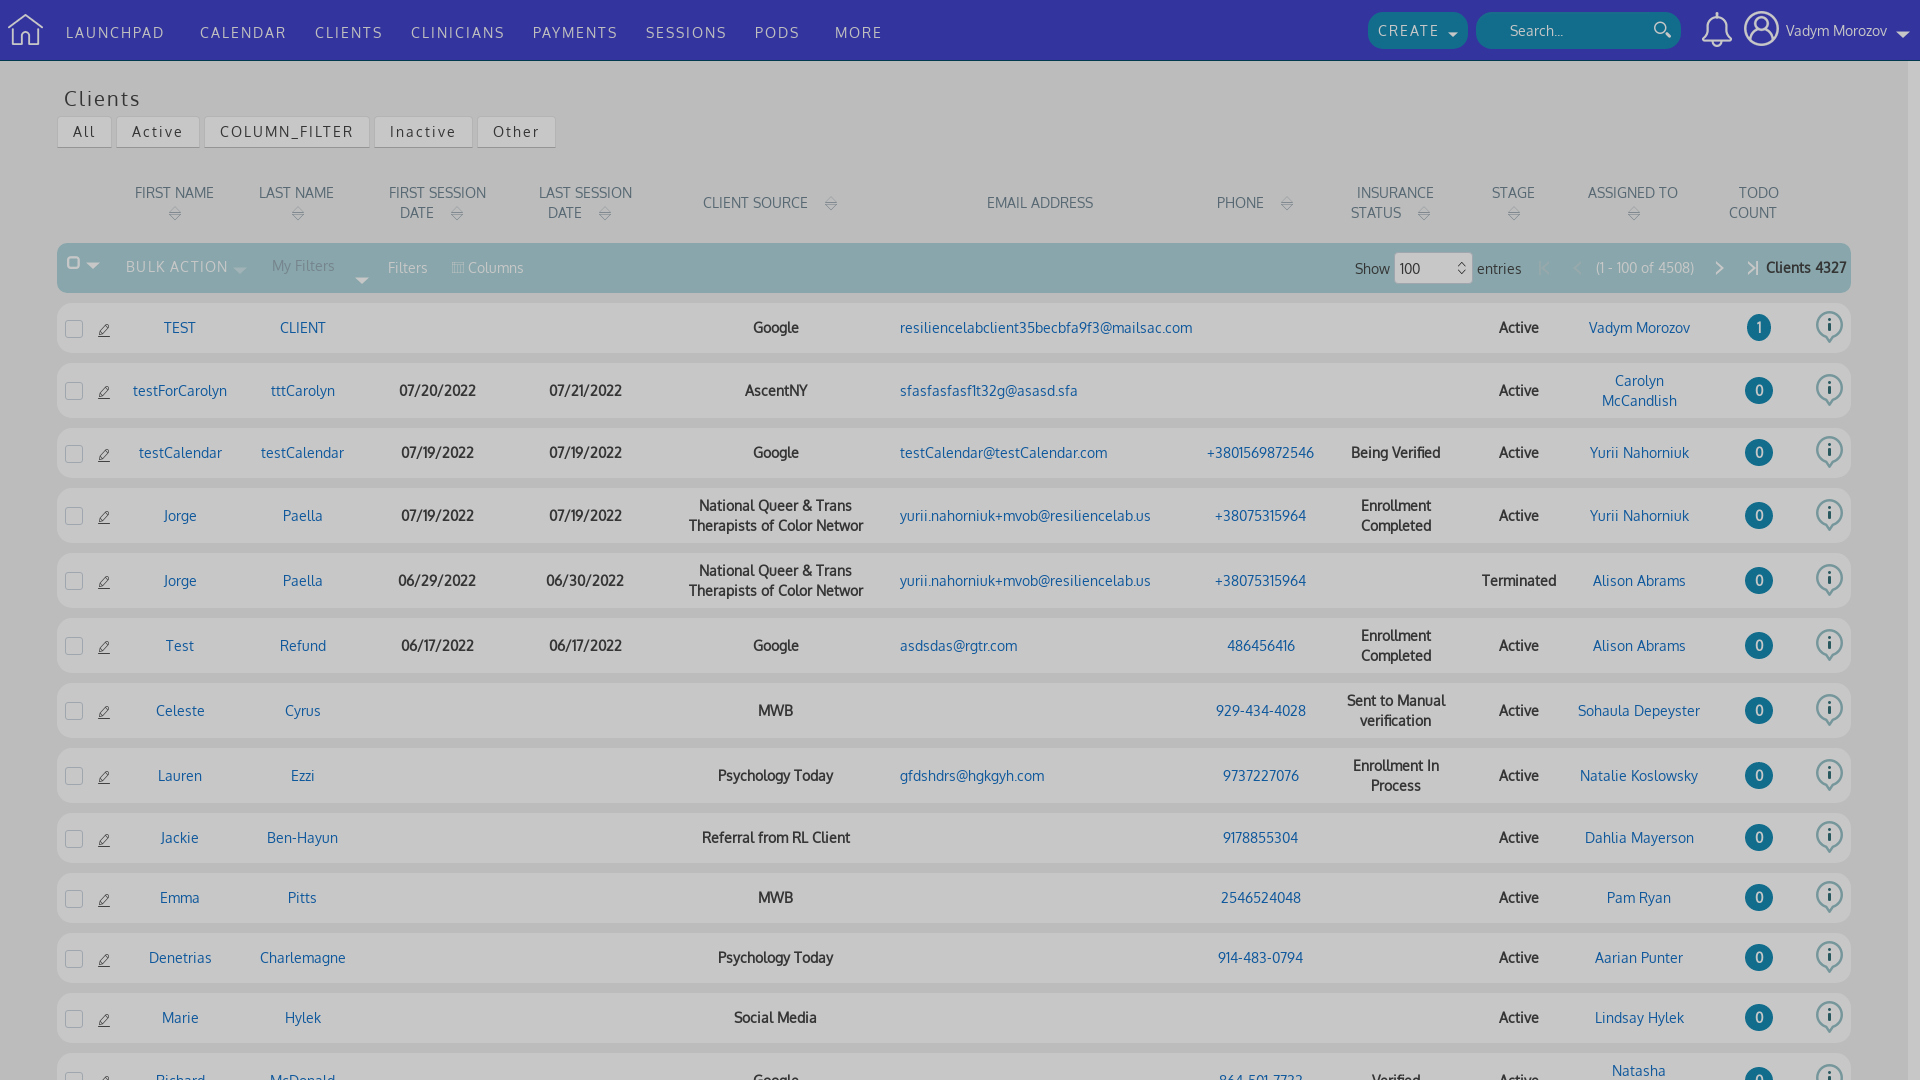 LAUNCHPAD CALENDAR CLIENTS CLINICIANS PAYMENTS SESSIONS PODS MORE CREATE Search... Vadym Morozov
Clients
All Active COLUMN_FILTER Inactive Other
FIRST NAME LAST NAME FIRST SESSION DATE LAST SESSION DATE CLIENT SOURCE EMAIL ADDRESS PHONE INSURANCE STATUS STAGE ASSIGNED TO TODO COUNT
BULK ACTION My Filters Filters Columns Show 100 entries (1 - 100 of 4508) Clients 4327
TEST CLIENT Google resiliencelabclient35becbfa9f3@mailsac.com Active Vadym Morozov 1
testForCarolyn tttCarolyn 07/20/2022 07/21/2022 AscentNY sfasfasfasf1t32g@asasd.sfa Active Carolyn McCandlish 0
testCalendar testCalendar 07/19/2022 07/19/2022 Google testCalendar@testCalendar.com +3801569872546 Being Verified Active Yurii Nahorniuk 0
Jorge Paella 07/19/2022 07/19/2022 National Queer & Trans Therapists of Color Networ yurii.nahorniuk+mvob@resiliencelab.us +38075315964 Enrollment Completed Active Yurii Nahorniuk 0
Jorge Paella 06/29/2022 06/30/2022 National Queer & Trans Therapists of Color Networ yurii.nahorniuk+mvob@resiliencelab.us +38075315964 Terminated Alison Abrams 0
Test Refund 06/17/2022 06/17/2022 Google asdsdas@rgtr.com 486456416 Enrollment Completed Active Alison Abrams 0
Celeste Cyrus MWB 929-434-4028 Sent to Manual verification Active Sohaula Depeyster 0
Lauren Ezzi Psychology Today gfdshdrs@hgkgyh.com 9737227076 Enrollment In Process Active Natalie Koslowsky 0
Jackie Ben-Hayun Referral from RL Client 9178855304 Active Dahlia Mayerson 0
Emma Pitts MWB 2546524048 Active Pam Ryan 0
Denetrias Charlemagne Psychology Today 914-483-0794 Active Aarian Punter 0
Marie Hylek Social Media Active Lindsay Hylek 0
Richard McDonald Google 864-501-7722 Verified Active Natasha 0